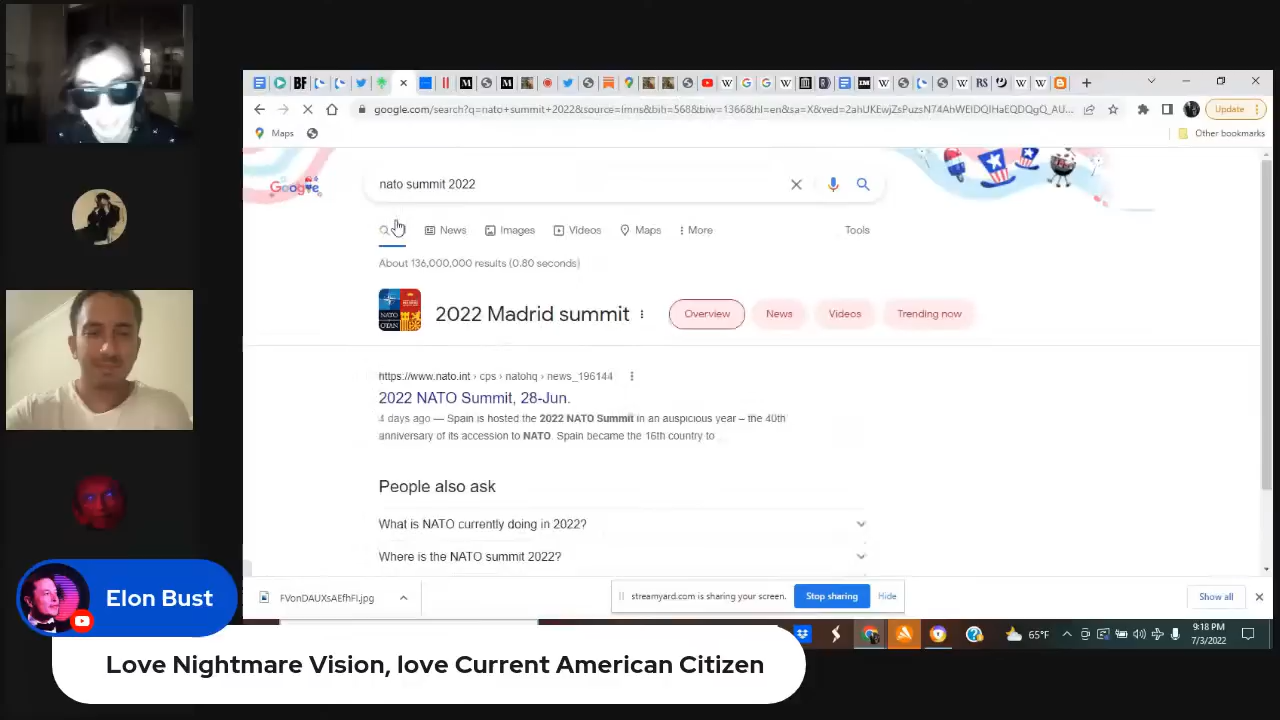 google.com/search?q=nato+summit+2022&source=lmns&bih=568&biw=1366&hl=en&sa=X&ved=2ahUKEwjZsPuzsN74AhWEIDQIHaEQDQgQ_AU...
Update
Maps
Other bookmarks
Google
nato summit 2022
News
Images
Videos
Maps
More
Tools
About 136,000,000 results (0.80 seconds)
NATO
OTAN
2022 Madrid summit
Overview
News
Videos
Trending now
https://www.nato.int › cps › natohq › news_196144
2022 NATO Summit, 28-Jun.
4 days ago — Spain is hosted the 2022 NATO Summit in an auspicious year – the 40th
anniversary of its accession to NATO. Spain became the 16th country to
People also ask
What is NATO currently doing in 2022?
Where is the NATO summit 2022?
FVonDAUXsAEfhFl.jpg
streamyard.com is sharing your screen.
Stop sharing
Hide
Show all
65°F
9:18 PM
7/3/2022
Elon Bust
Love Nightmare Vision, love Current American Citizen